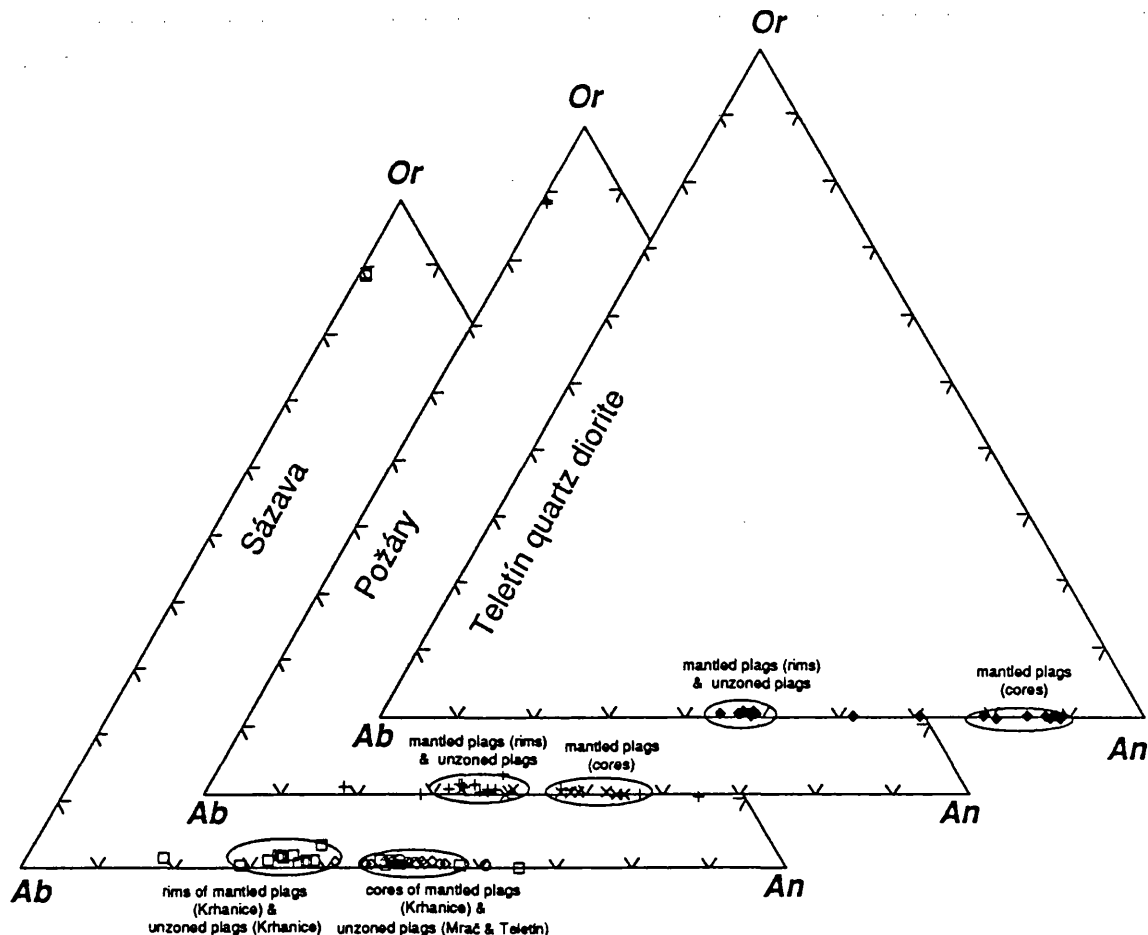 Or
Or
Or
Sázava
Požáry
Teletín quartz diorite
mantled plags (rims)
& unzoned plags
mantled plags
(cores)
Ab
An
mantled plags (rims)
& unzoned plags
mantled plags
(cores)
Ab
An
Ab
An
rims of mantled plags
(Krhanice) &
unzoned plags (Krhanice)
cores of mantled plags
(Krhanice) &
unzoned plags (Mrač & Teletín)